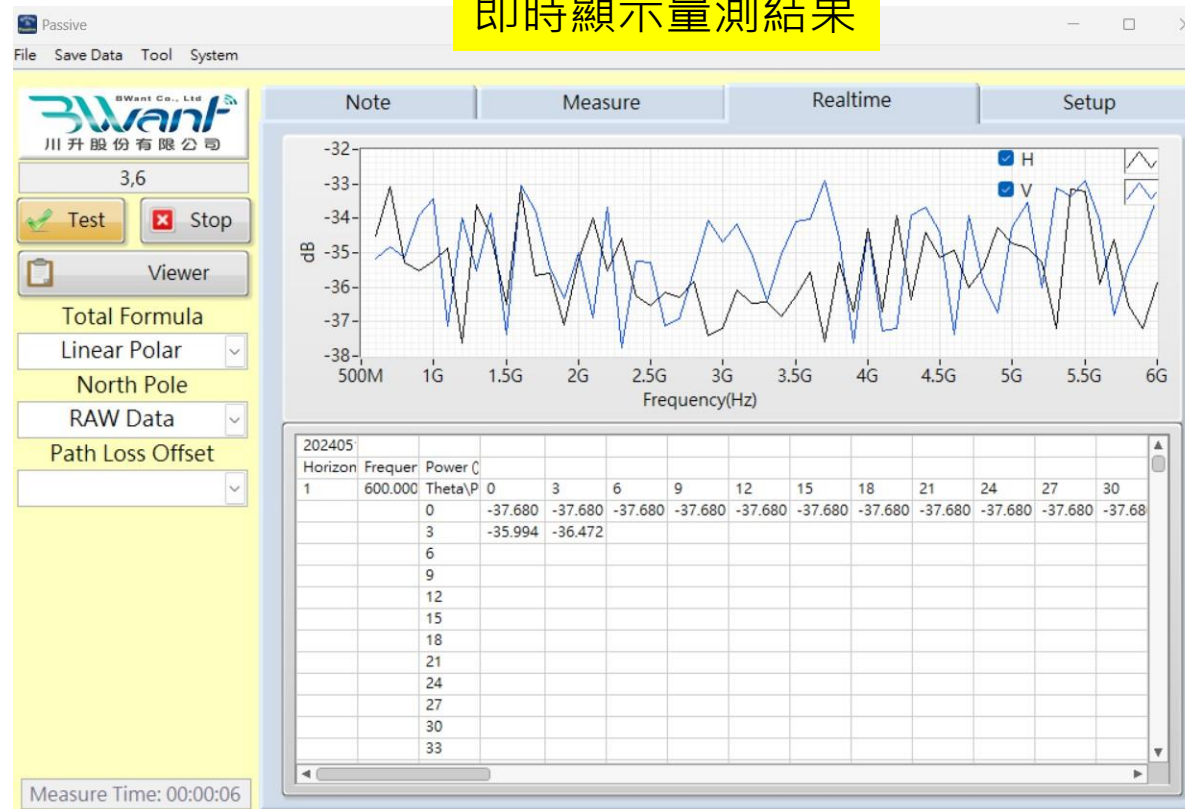 即時顯示量測結果
Passive
File Save Data Tool System
BWant Co., Ltd
BWant
川升股份有限公司
3,6
Test Stop
Viewer
Total Formula
Linear Polar
North Pole
RAW Data
Path Loss Offset
Measure Time: 00:00:06
Note Measure Realtime Setup
H
V
-32
-33
-34
-35
-36
-37
-38
dB
500M 1G 1.5G 2G 2.5G 3G 3.5G 4G 4.5G 5G 5.5G 6G
Frequency(Hz)
202405
Horizon Frequer Power (
1 600.000 Theta\P 0 3 6 9 12 15 18 21 24 27 30
0 -37.680 -37.680 -37.680 -37.680 -37.680 -37.680 -37.680 -37.680 -37.680 -37.680 -37.68
3 -35.994 -36.472
6
9
12
15
18
21
24
27
30
33